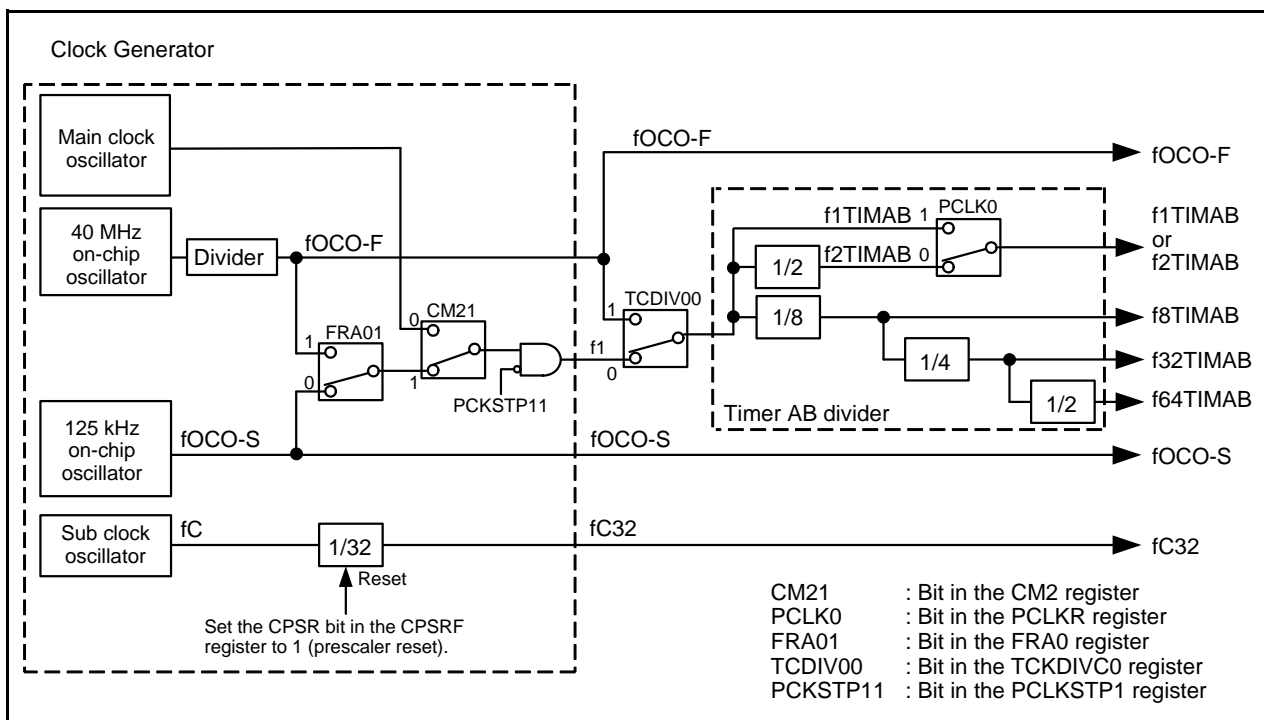 Clock Generator
Main clock
oscillator
fOCO-F
fOCO-F
40 MHz
on-chip
oscillator
Divider
fOCO-F
f1TIMAB 1
PCLK0
f1TIMAB
or
f2TIMAB
1/2
f2TIMAB 0
TCDIV00
1
0
CM21
0
1
FRA01
1
0
f1
PCKSTP11
1/8
f8TIMAB
1/4
f32TIMAB
1/2
f64TIMAB
Timer AB divider
125 kHz
on-chip
oscillator
fOCO-S
fOCO-S
fOCO-S
Sub clock
oscillator
fC
1/32
fC32
fC32
Reset
Set the CPSR bit in the CPSRF
register to 1 (prescaler reset).
CM21 : Bit in the CM2 register
PCLK0 : Bit in the PCLKR register
FRA01 : Bit in the FRA0 register
TCDIV00 : Bit in the TCKDIVC0 register
PCKSTP11 : Bit in the PCLKSTP1 register